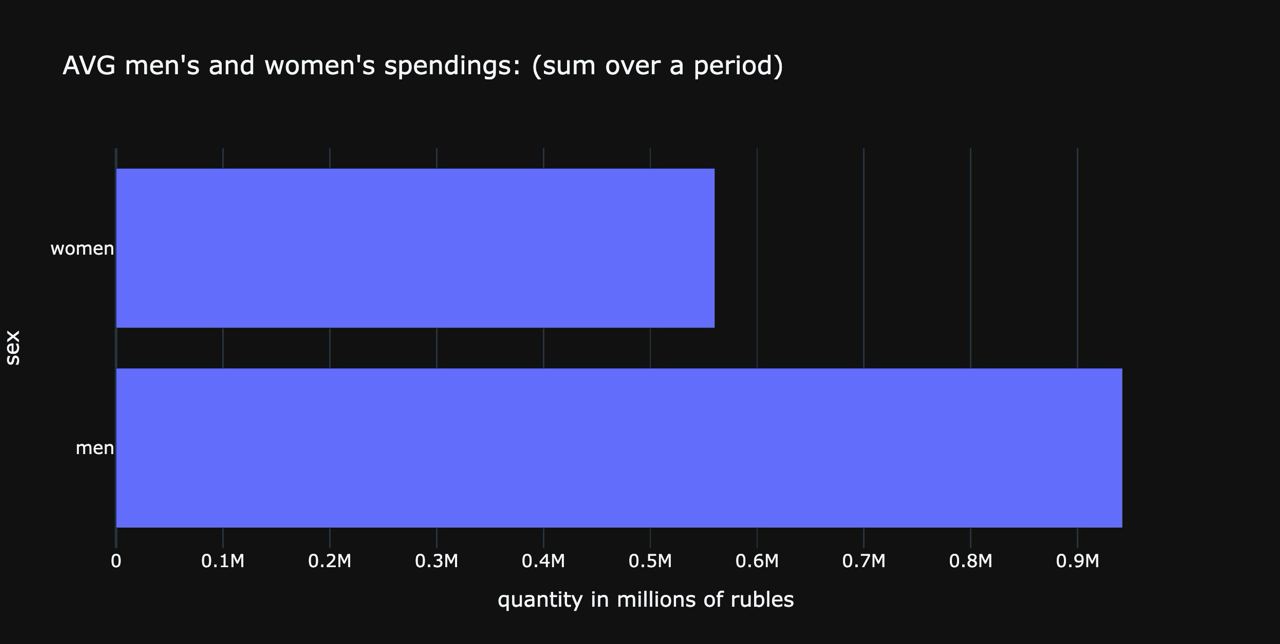 AVG men's and women's spendings: (sum over a period)
sex
women
men
0 0.1M 0.2M 0.3M 0.4M 0.5M 0.6M 0.7M 0.8M 0.9M
quantity in millions of rubles